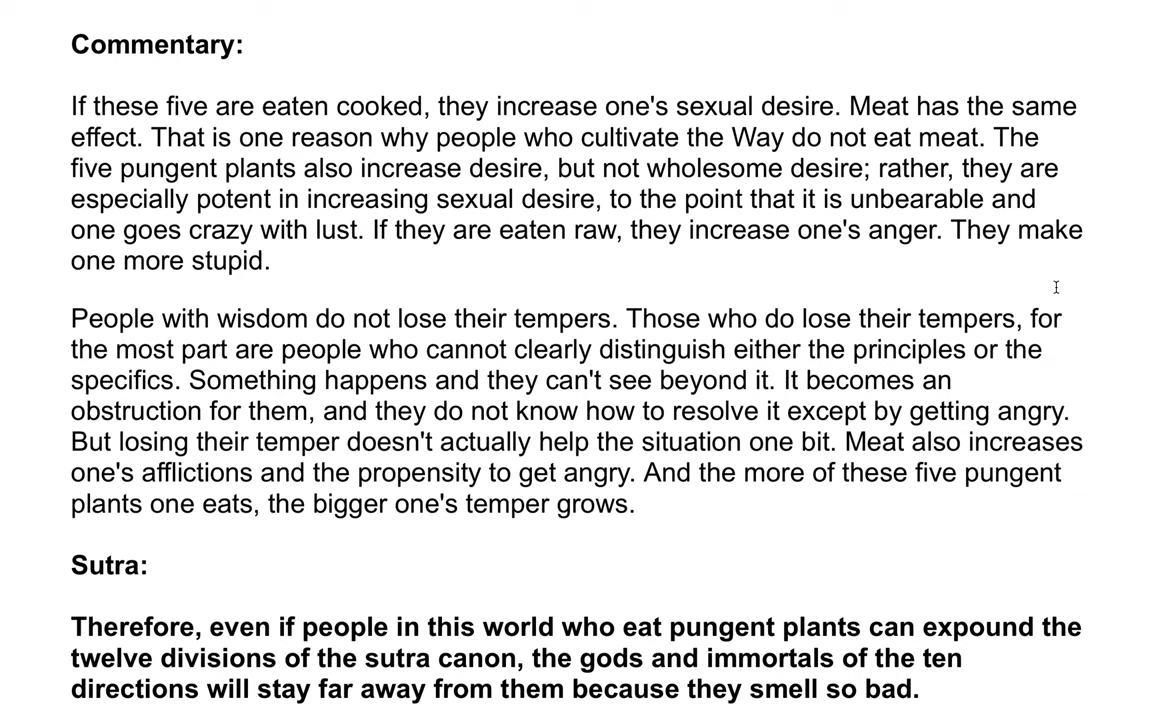 Commentary:
If these five are eaten cooked, they increase one's sexual desire. Meat has the same
effect. That is one reason why people who cultivate the Way do not eat meat. The
five pungent plants also increase desire, but not wholesome desire; rather, they are
especially potent in increasing sexual desire, to the point that it is unbearable and
one goes crazy with lust. If they are eaten raw, they increase one's anger. They make
one more stupid.
People with wisdom do not lose their tempers. Those who do lose their tempers, for
the most part are people who cannot clearly distinguish either the principles or the
specifics. Something happens and they can't see beyond it. It becomes an
obstruction for them, and they do not know how to resolve it except by getting angry.
But losing their temper doesn't actually help the situation one bit. Meat also increases
one's afflictions and the propensity to get angry. And the more of these five pungent
plants one eats, the bigger one's temper grows.
Sutra:
Therefore, even if people in this world who eat pungent plants can expound the
twelve divisions of the sutra canon, the gods and immortals of the ten
directions will stay far away from them because they smell so bad.